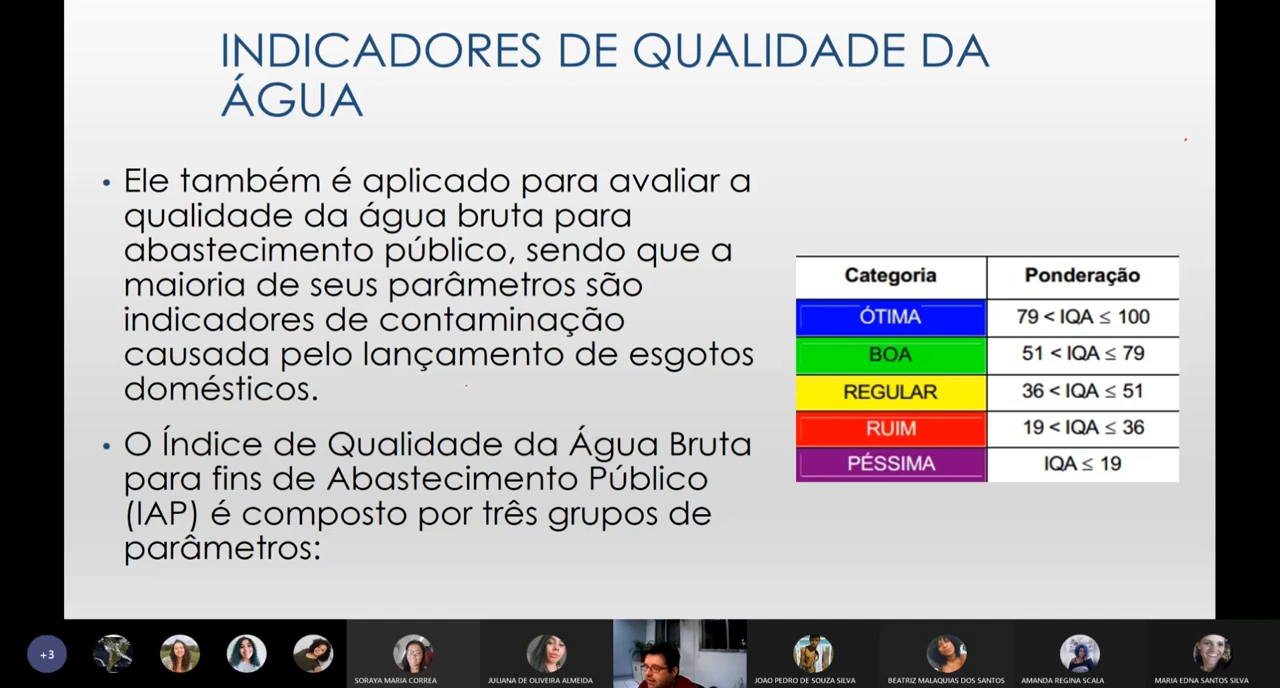 INDICADORES DE QUALIDADE DA
ÁGUA
• Ele também é aplicado para avaliar a
qualidade da água bruta para
abastecimento público, sendo que a
maioria de seus parâmetros são
indicadores de contaminação
causada pelo lançamento de esgotos
domésticos.
• O Índice de Qualidade da Água Bruta
para fins de Abastecimento Público
(IAP) é composto por três grupos de
parâmetros:
Categoria Ponderação
ÓTIMA 79 < IQA ≤ 100
BOA 51 < IQA ≤ 79
REGULAR 36 < IQA ≤ 51
RUIM 19 < IQA ≤ 36
PÉSSIMA IQA ≤ 19
+3
SORAYA MARIA CORREA
JULIANA DE OLIVEIRA ALMEIDA
JOAO PEDRO DE SOUZA SILVA
BEATRIZ MALAQUIAS DOS SANTOS
AMANDA REGINA SCALA
MARIA EDNA SANTOS SILVA